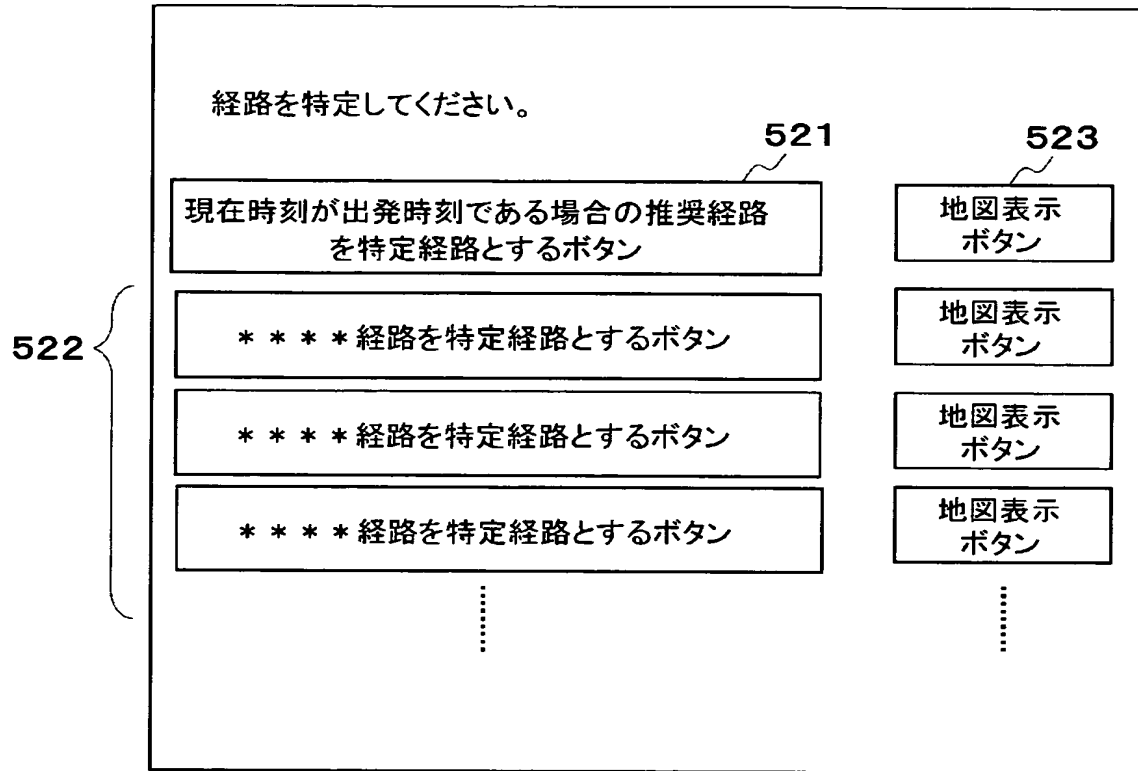 経路を特定してください。
521
523
現在時刻が出発時刻である場合の推奨経路
を特定経路とするボタン
地図表示
ボタン
522
****経路を特定経路とするボタン
地図表示
ボタン
****経路を特定経路とするボタン
地図表示
ボタン
****経路を特定経路とするボタン
地図表示
ボタン